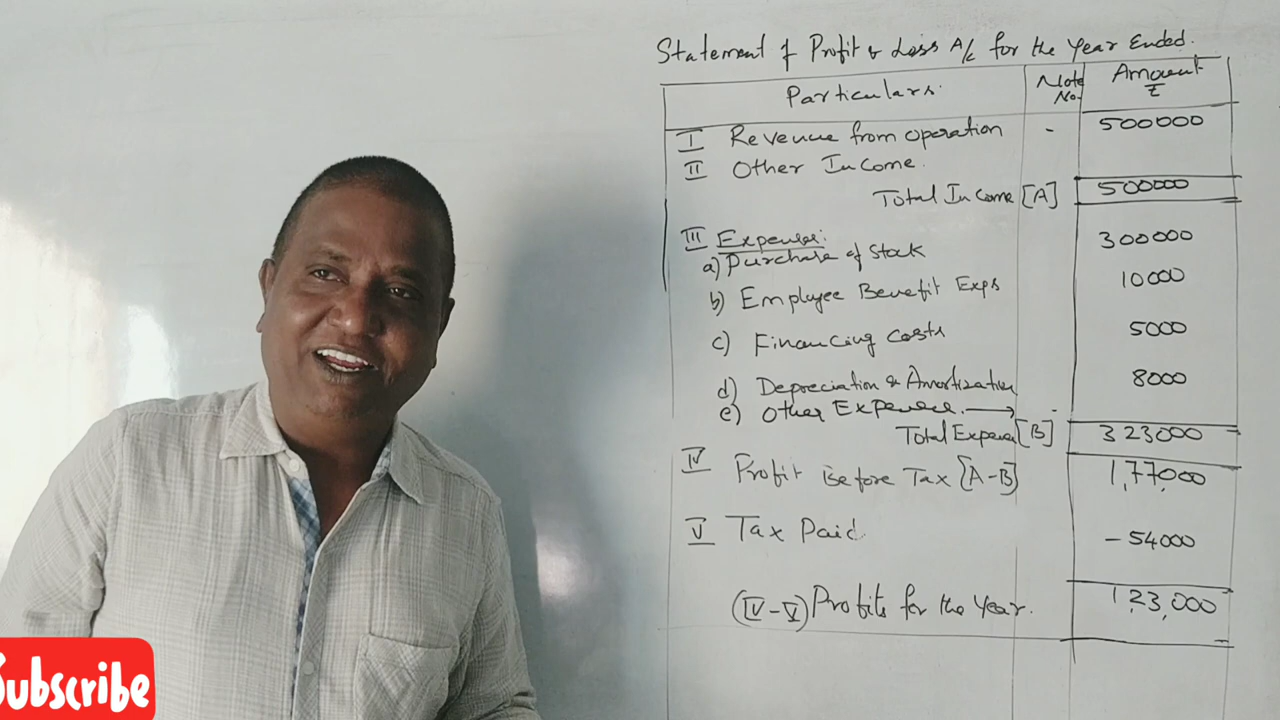 Statement of Profit & Loss A/c for the Year Ended.
Particulars. Note No. Amount ₹
I Revenue from operation - 500000
II Other Income.
Total Income [A] 500000
III Expenses:
a) Purchase of Stock 300000
b) Employee Benefit Exps 10000
c) Financing costs 5000
d) Depreciation & Amortization 8000
e) Other Expenses. → -
Total Expenses [B] 323000
IV Profit Before Tax [A-B] 1,77,000
V Tax Paid - 54000
(IV-V) Profits for the Year. 1,23,000
Subscribe